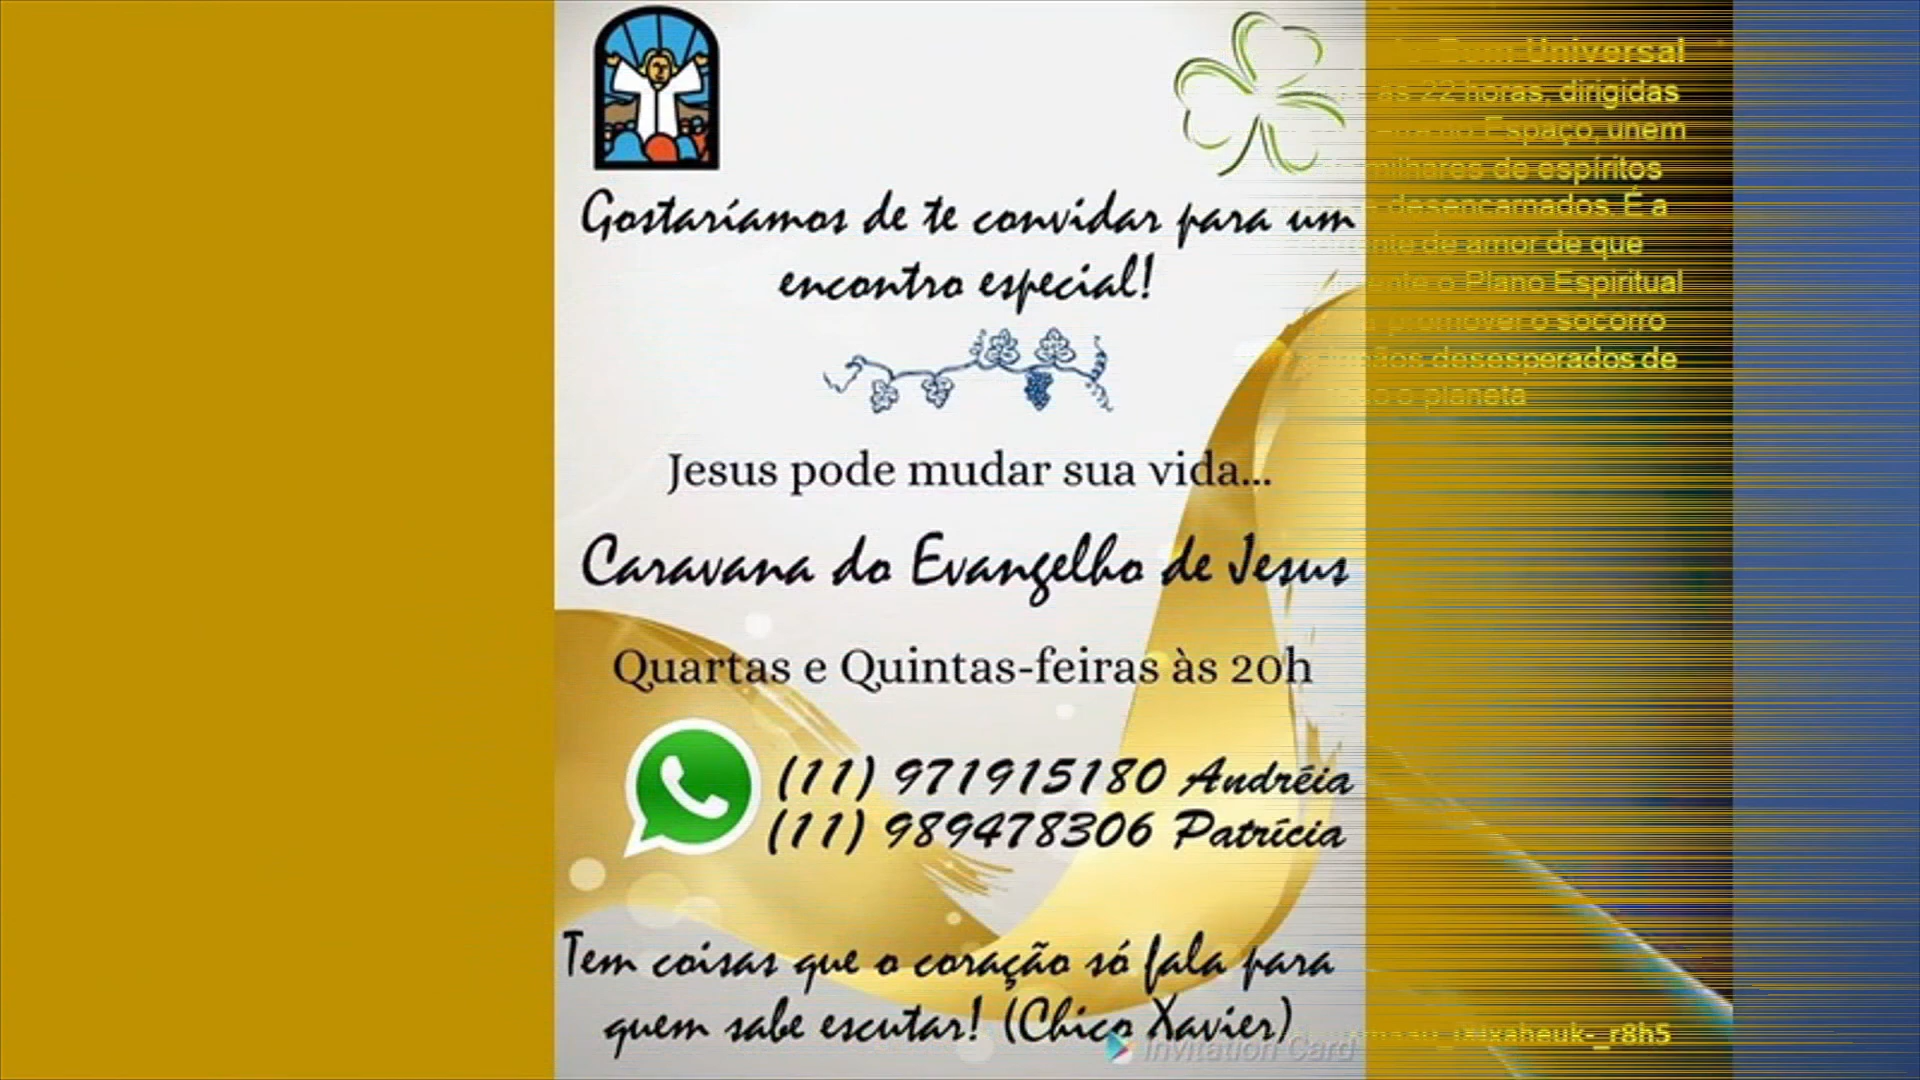 Gostaríamos de te convidar para um
encontro especial!
Jesus pode mudar sua vida...
Caravana do Evangelho de Jesus
Quartas e Quintas-feiras às 20h
(11) 971915180 Andréia
(11) 989478306 Patrícia
Tem coisas que o coração só fala para
quem sabe escutar! (Chico Xavier)
Invitation Card
Universal
às 22 horas, dirigidas
Espaço, unem
milhares de espíritos
desencarnados. É a
de amor de que
o Plano Espiritual
promover o socorro
desesperados de
o planeta